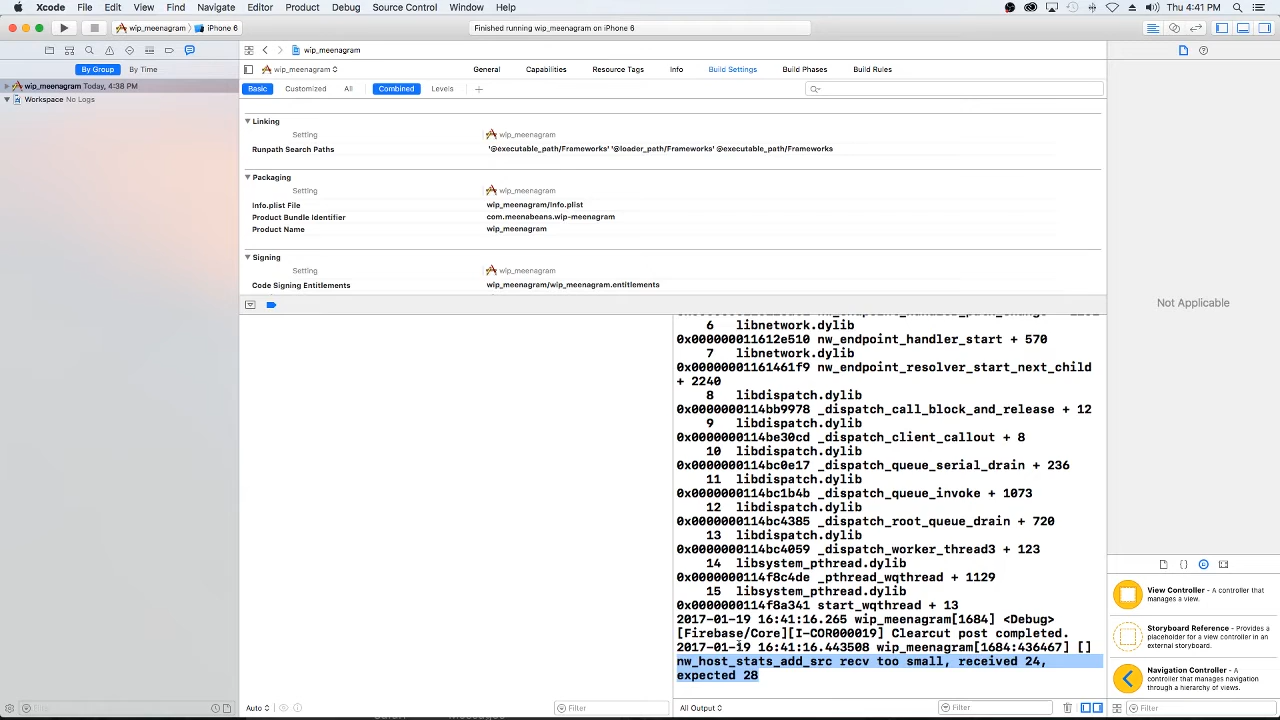 Xcode File Edit View Find Navigate Editor Product Debug Source Control Window Help Thu 4:41 PM
wip_meenagram iPhone 6
Finished running wip_meenagram on iPhone 6
wip_meenagram
By Group By Time
wip_meenagram Today, 4:38 PM
Workspace No Logs
wip_meenagram
General Capabilities Resource Tags Info Build Settings Build Phases Build Rules
Basic Customized All Combined Levels +
Linking
Setting wip_meenagram
Runpath Search Paths '@executable_path/Frameworks' '@loader_path/Frameworks' @executable_path/Frameworks
Packaging
Setting wip_meenagram
Info.plist File wip_meenagram/Info.plist
Product Bundle Identifier com.meenabeans.wip-meenagram
Product Name wip_meenagram
Signing
Setting wip_meenagram
Code Signing Entitlements wip_meenagram/wip_meenagram.entitlements
6 libnetwork.dylib
0x000000011612e510 nw_endpoint_handler_start + 570
7 libnetwork.dylib
0x00000001161461f9 nw_endpoint_resolver_start_next_child
+ 2240
8 libdispatch.dylib
0x0000000114bb9978 _dispatch_call_block_and_release + 12
9 libdispatch.dylib
0x0000000114be30cd _dispatch_client_callout + 8
10 libdispatch.dylib
0x0000000114bc0e17 _dispatch_queue_serial_drain + 236
11 libdispatch.dylib
0x0000000114bc1b4b _dispatch_queue_invoke + 1073
12 libdispatch.dylib
0x0000000114bc4385 _dispatch_root_queue_drain + 720
13 libdispatch.dylib
0x0000000114bc4059 _dispatch_worker_thread3 + 123
14 libsystem_pthread.dylib
0x0000000114f8c4de _pthread_wqthread + 1129
15 libsystem_pthread.dylib
0x0000000114f8a341 start_wqthread + 13
2017-01-19 16:41:16.265 wip_meenagram[1684] <Debug>
[Firebase/Core][I-COR000019] Clearcut post completed.
2017-01-19 16:41:16.443508 wip_meenagram[1684:436467] []
nw_host_stats_add_src recv too small, received 24,
expected 28
Not Applicable
View Controller - A controller that
manages a view.
Storyboard Reference - Provides a
placeholder for a view controller in an
external storyboard.
Navigation Controller - A
controller that manages navigation
through a hierarchy of views.
Filter
Auto
Filter
All Output
Filter
Filter